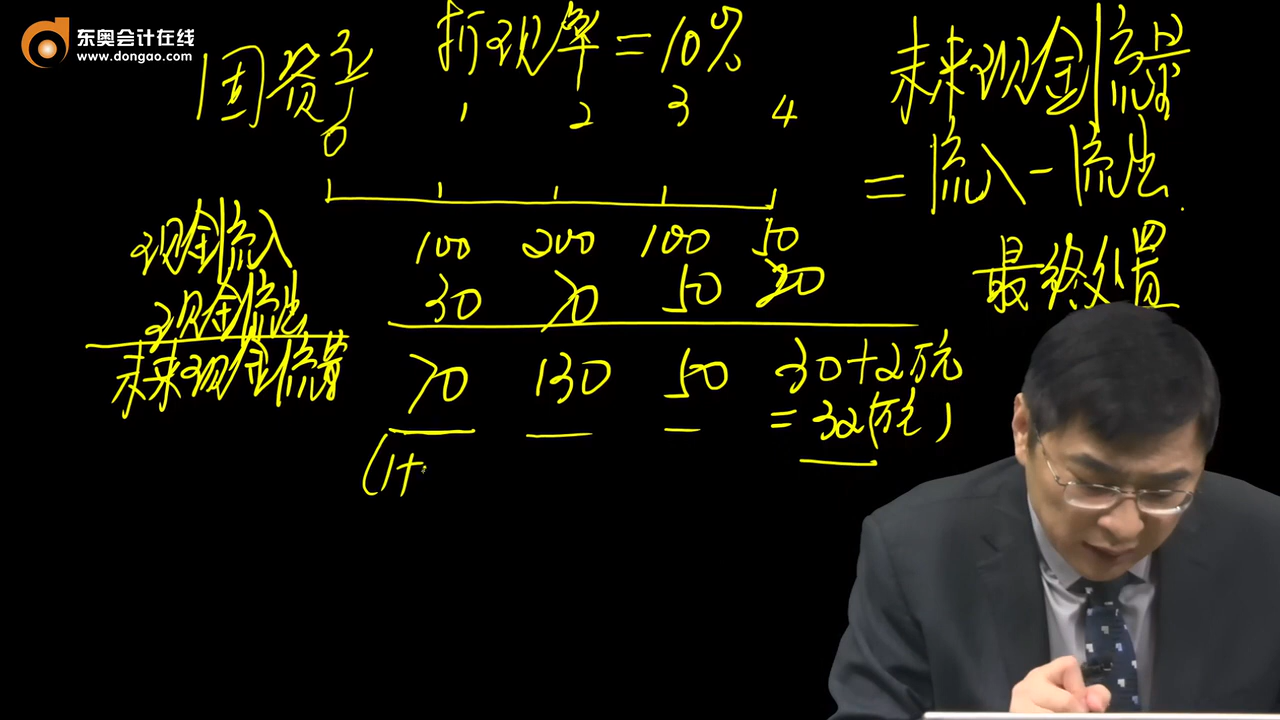 东奥会计在线
www.dongao.com
折现率=10%
固资
0 1 2 3 4
未来现金流量
=流入-流出
现金流入 100 200 100 50
现金流出 30 70 50 20
最终处置
未来现金流量 70 130 50 30+2万元
=32(万元)
(1+